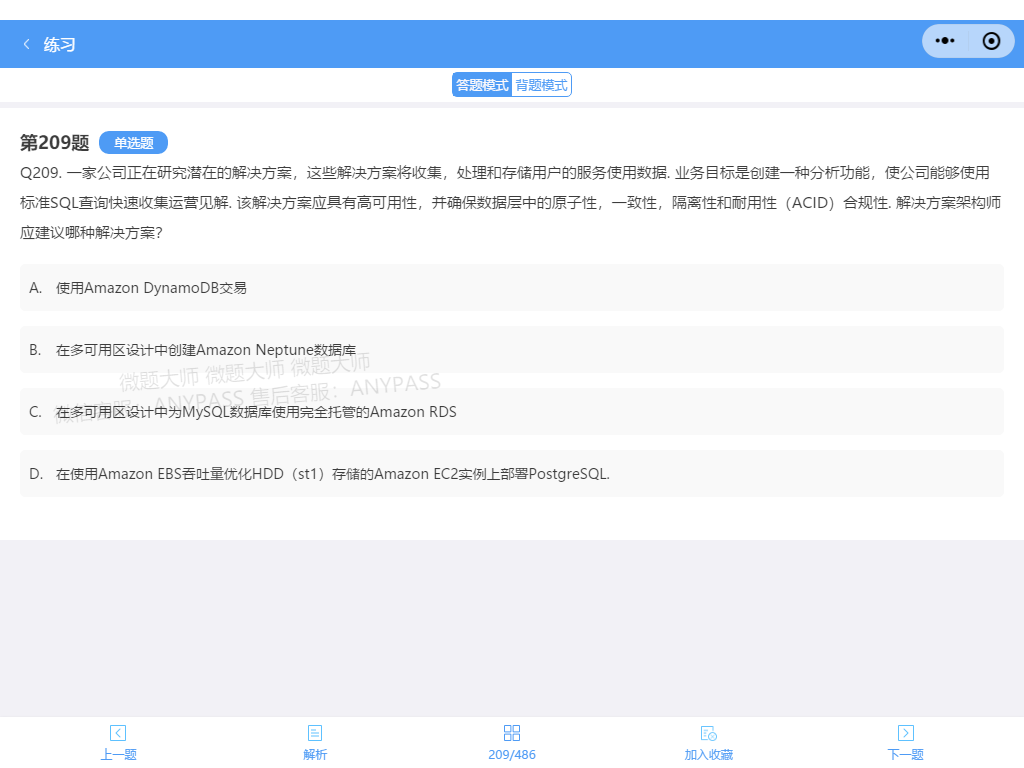 练习
答题模式 背题模式
第209题 单选题
Q209. 一家公司正在研究潜在的解决方案，这些解决方案将收集，处理和存储用户的服务使用数据. 业务目标是创建一种分析功能，使公司能够使用
标准SQL查询快速收集运营见解. 该解决方案应具有高可用性，并确保数据层中的原子性，一致性，隔离性和耐用性（ACID）合规性. 解决方案架构师
应建议哪种解决方案？
A. 使用Amazon DynamoDB交易
B. 在多可用区设计中创建Amazon Neptune数据库
微题大师 微题大师 微题大师
微信客服：ANYPASS 售后客服：ANYPASS
C. 在多可用区设计中为MySQL数据库使用完全托管的Amazon RDS
D. 在使用Amazon EBS吞吐量优化HDD（st1）存储的Amazon EC2实例上部署PostgreSQL.
上一题 解析 209/486 加入收藏 下一题